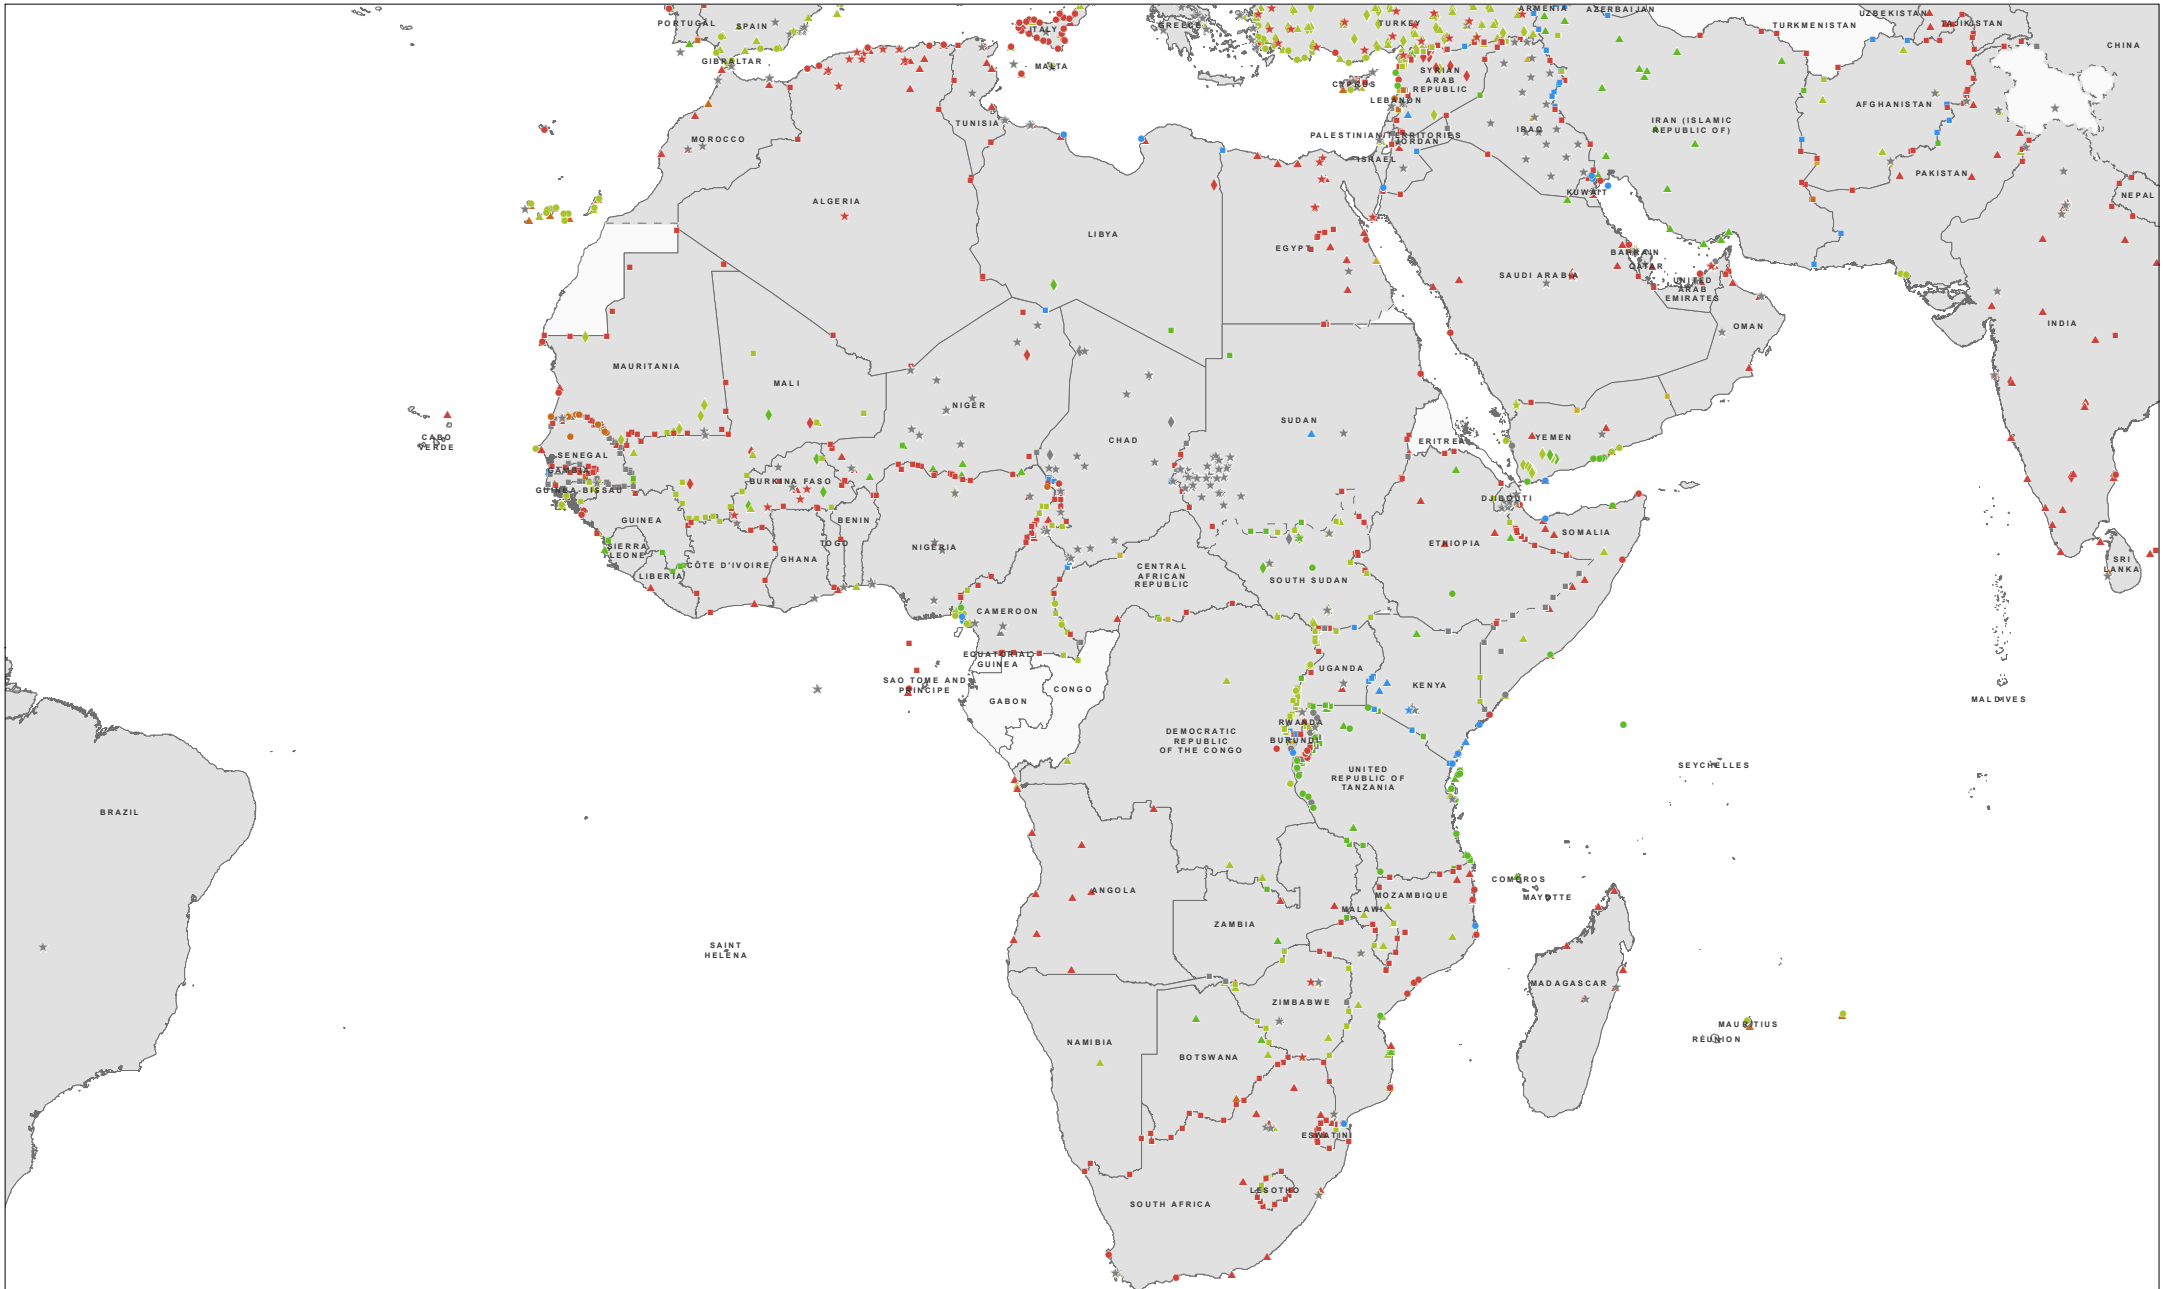 PORTUGAL
SPAIN
GIBRALTAR
ITALY
MALTA
GREECE
TURKEY
CYPRUS
SYRIAN
ARAB
REPUBLIC
LEBANON
PALESTINIAN TERRITORIES
JORDAN
ISRAEL
IRAQ
KUWAIT
ARMENIA
AZERBAIJAN
TURKMENISTAN
UZBEKISTAN
TAJIKISTAN
CHINA
AFGHANISTAN
IRAN (ISLAMIC
REPUBLIC OF)
PAKISTAN
NEPAL
INDIA
MOROCCO
TUNISIA
ALGERIA
LIBYA
EGYPT
SAUDI ARABIA
BAHRAIN
QATAR
UNITED
ARAB
EMIRATES
OMAN
YEMEN
MAURITANIA
MALI
NIGER
CHAD
SUDAN
ERITREA
DJIBOUTI
CABO
VERDE
SENEGAL
GAMBIA
GUINEA BISSAU
GUINEA
SIERRA
LEONE
LIBERIA
CÔTE D'IVOIRE
BURKINA FASO
GHANA
TOGO
BENIN
NIGERIA
CAMEROON
CENTRAL
AFRICAN
REPUBLIC
SOUTH SUDAN
ETHIOPIA
SOMALIA
SRI
LANKA
MALDIVES
EQUATORIAL
GUINEA
SAO TOME AND
PRINCIPE
GABON
CONGO
DEMOCRATIC
REPUBLIC
OF THE CONGO
UGANDA
KENYA
RWANDA
BURUNDI
UNITED
REPUBLIC OF
TANZANIA
SEYCHELLES
BRAZIL
SAINT
HELENA
ANGOLA
ZAMBIA
MALAWI
MOZAMBIQUE
COMOROS
MAYOTTE
MADAGASCAR
MAURITIUS
RÉUNION
ZIMBABWE
NAMIBIA
BOTSWANA
ESWATINI
LESOTHO
SOUTH AFRICA